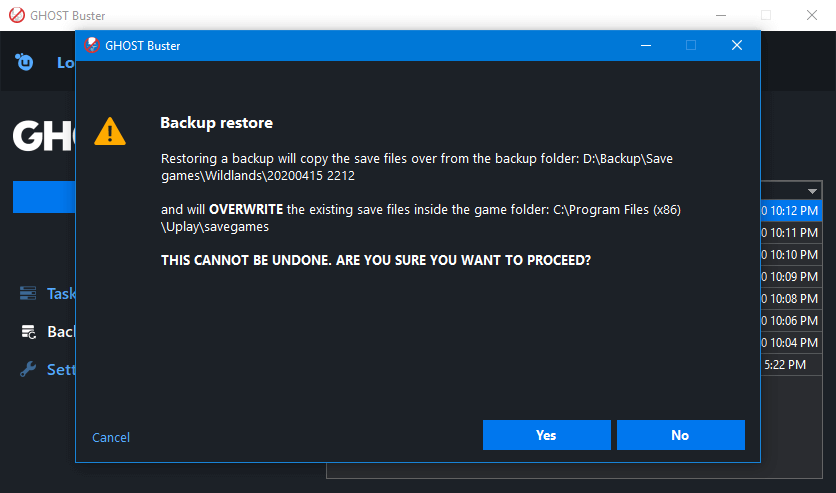 GHOST Buster
GHOST Buster
Backup restore
Restoring a backup will copy the save files over from the backup folder: D:\Backup\Save
games\Wildlands\20200415 2212
and will OVERWRITE the existing save files inside the game folder: C:\Program Files (x86)
\Uplay\savegames
THIS CANNOT BE UNDONE. ARE YOU SURE YOU WANT TO PROCEED?
Cancel
Yes
No
Lo
GH
Task
Back
Sett
0 10:12 PM
0 10:11 PM
0 10:10 PM
0 10:09 PM
0 10:08 PM
0 10:06 PM
0 10:04 PM
5:22 PM